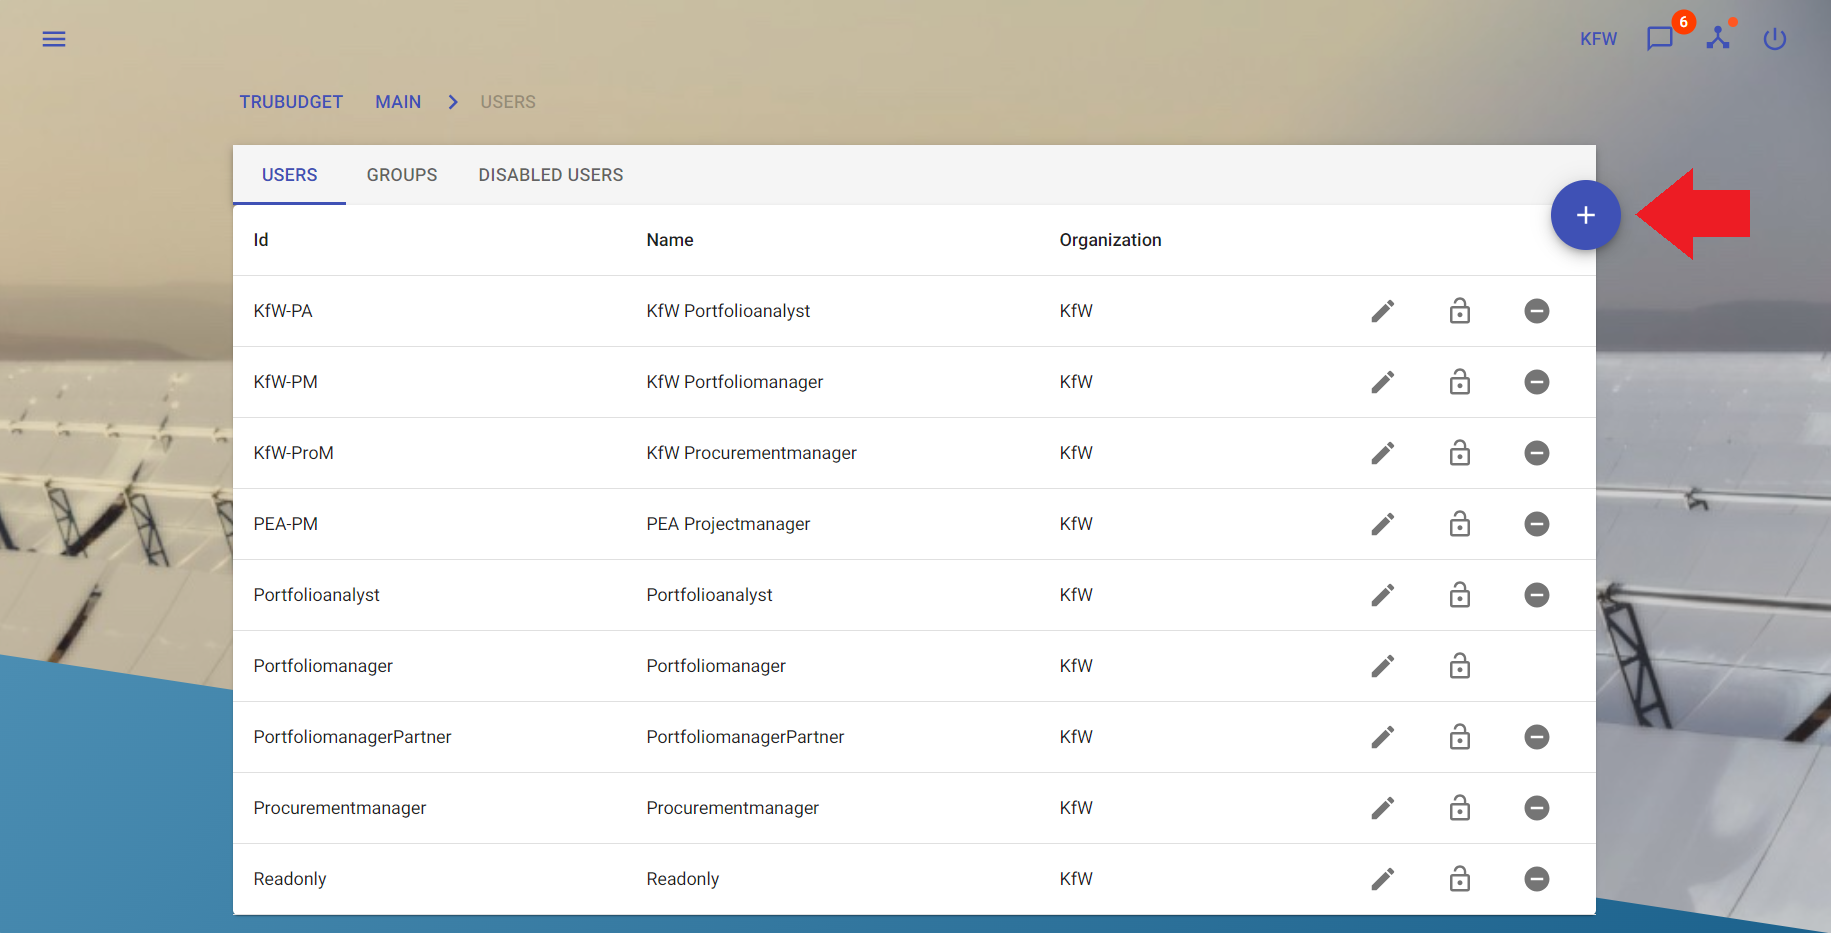 KFW 6
TRUBUDGET MAIN USERS
USERS GROUPS DISABLED USERS
Id Name Organization
KfW-PA KfW Portfolioanalyst KfW
KfW-PM KfW Portfoliomanager KfW
KfW-ProM KfW Procurementmanager KfW
PEA-PM PEA Projectmanager KfW
Portfolioanalyst Portfolioanalyst KfW
Portfoliomanager Portfoliomanager KfW
PortfoliomanagerPartner PortfoliomanagerPartner KfW
Procurementmanager Procurementmanager KfW
Readonly Readonly KfW